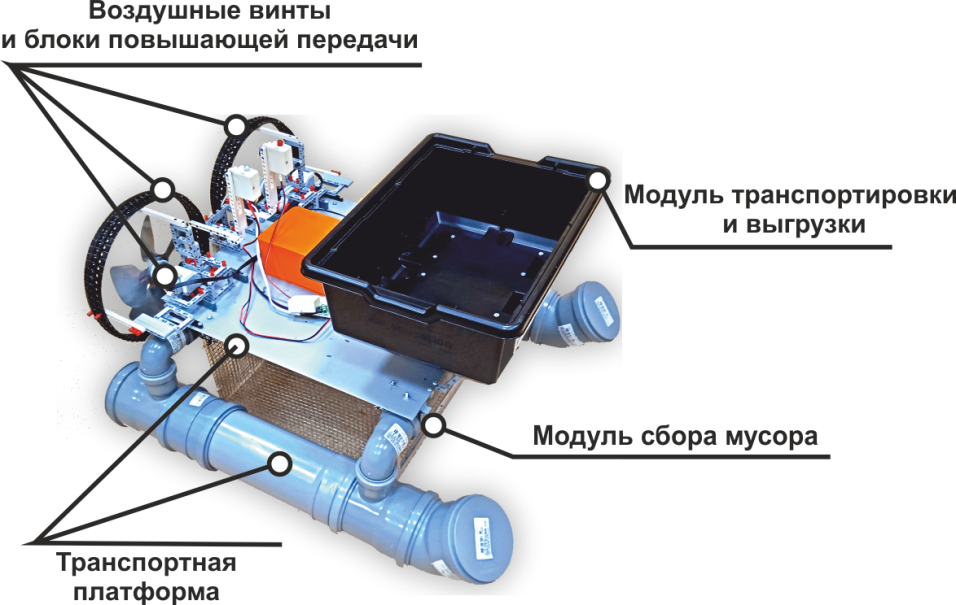 Воздушные винты
и блоки повышающей передачи
Модуль транспортировки
и выгрузки
Модуль сбора мусора
Транспортная
платформа